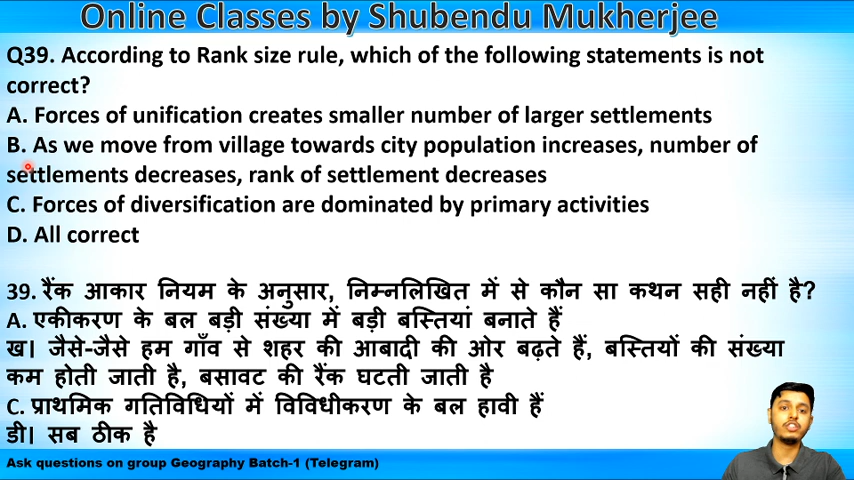 Online Classes by Shubendu Mukherjee
Q39. According to Rank size rule, which of the following statements is not
correct?
A. Forces of unification creates smaller number of larger settlements
B. As we move from village towards city population increases, number of
settlements decreases, rank of settlement decreases
C. Forces of diversification are dominated by primary activities
D. All correct
39. रैंक आकार नियम के अनुसार, निम्नलिखित में से कौन सा कथन सही नहीं है?
A. एकीकरण के बल बड़ी संख्या में बड़ी बस्तियां बनाते हैं
ख। जैसे-जैसे हम गाँव से शहर की आबादी की ओर बढ़ते हैं, बस्तियों की संख्या
कम होती जाती है, बसावट की रैंक घटती जाती है
C. प्राथमिक गतिविधियों में विविधीकरण के बल हावी हैं
डी। सब ठीक है
Ask questions on group Geography Batch-1 (Telegram)